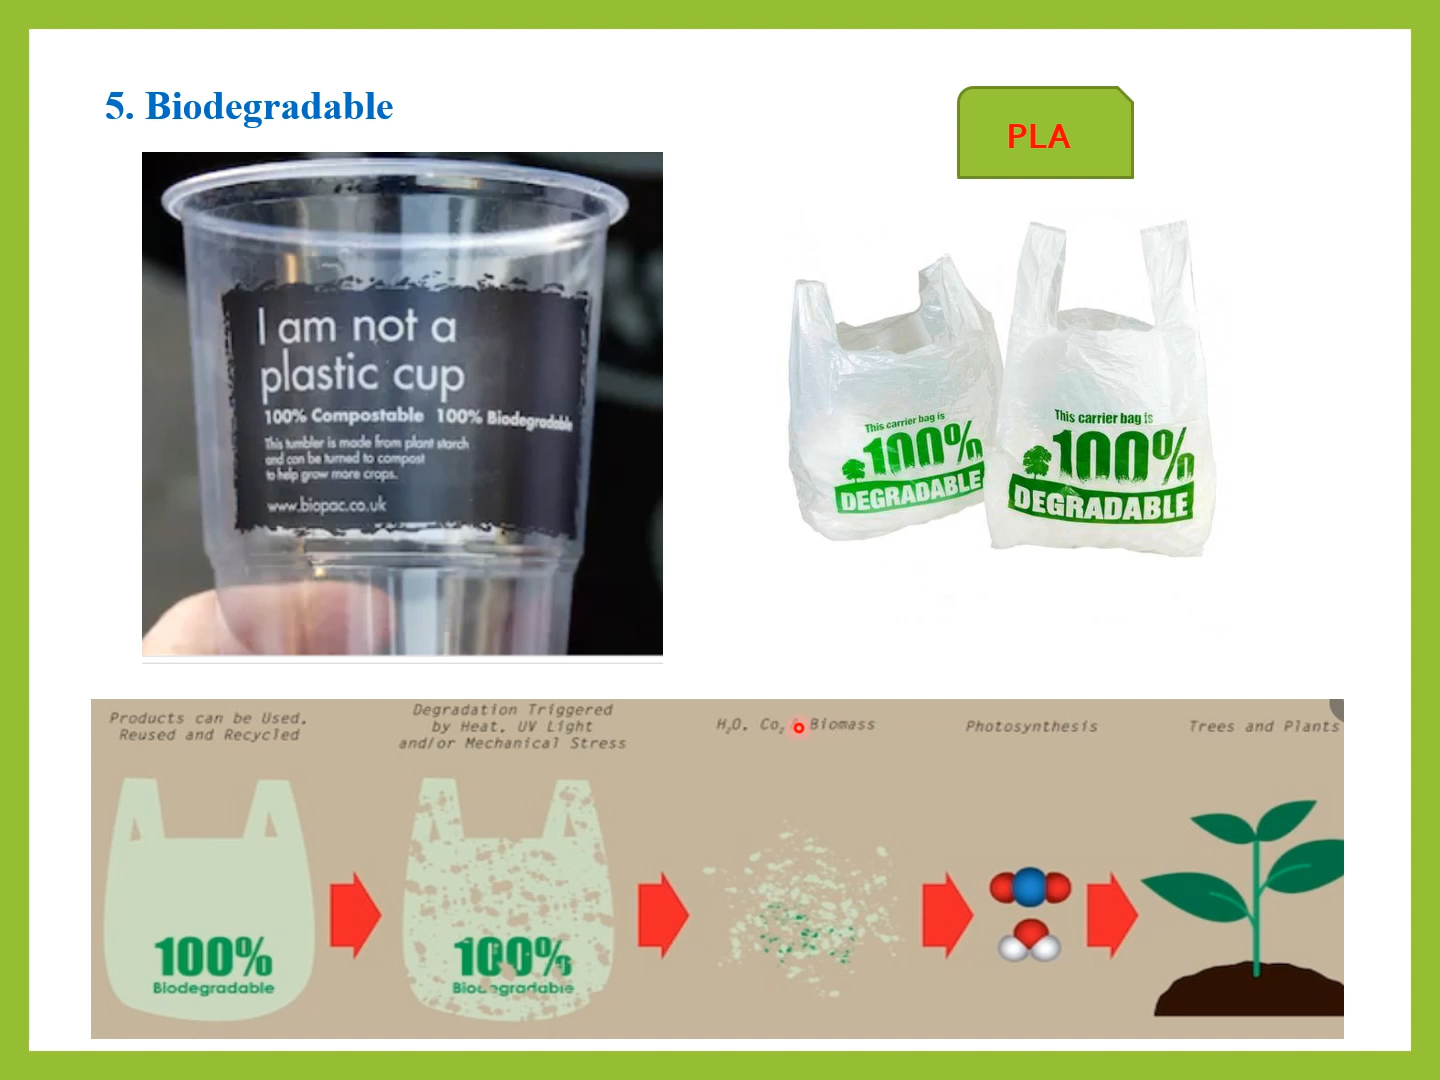 5. Biodegradable
PLA
I am not a
plastic cup
100% Compostable 100% Biodegradable
This tumbler is made from plant starch
and can be turned to compost
to help grow more crops.
www.biopac.co.uk
This carrier bag is
100%
DEGRADABLE
This carrier bag is
100%
DEGRADABLE
Products can be Used,
Reused and Recycled
Degradation Triggered
by Heat, UV Light
and/or Mechanical Stress
H₂O, Co₂ Biomass
Photosynthesis
Trees and Plants
100%
Biodegradable
100%
Biodegradable